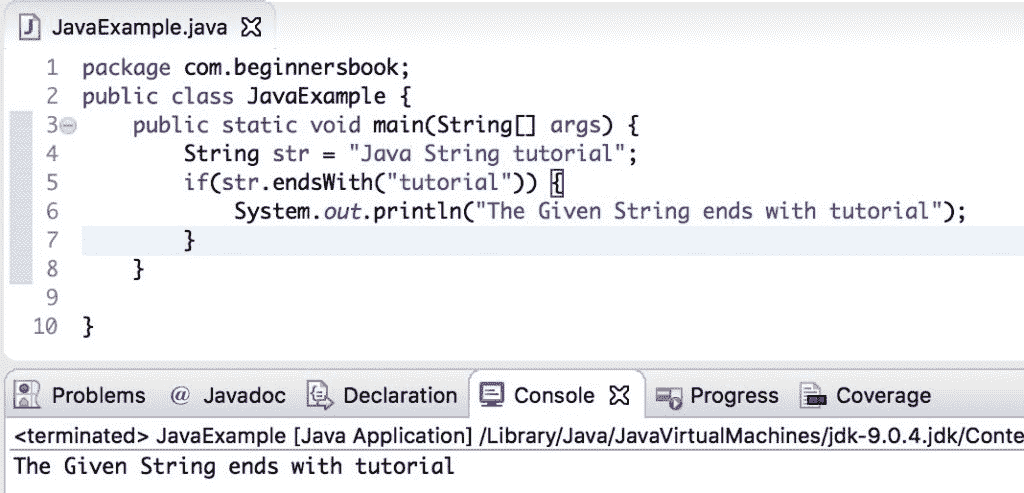 JavaExample.java
1 package com.beginnersbook;
2 public class JavaExample {
3     public static void main(String[] args) {
4         String str = "Java String tutorial";
5         if(str.endsWith("tutorial")) {
6             System.out.println("The Given String ends with tutorial");
7         }
8     }
9
10 }
Problems @ Javadoc Declaration Console Progress Coverage
<terminated> JavaExample [Java Application] /Library/Java/JavaVirtualMachines/jdk-9.0.4.jdk/Conte
The Given String ends with tutorial